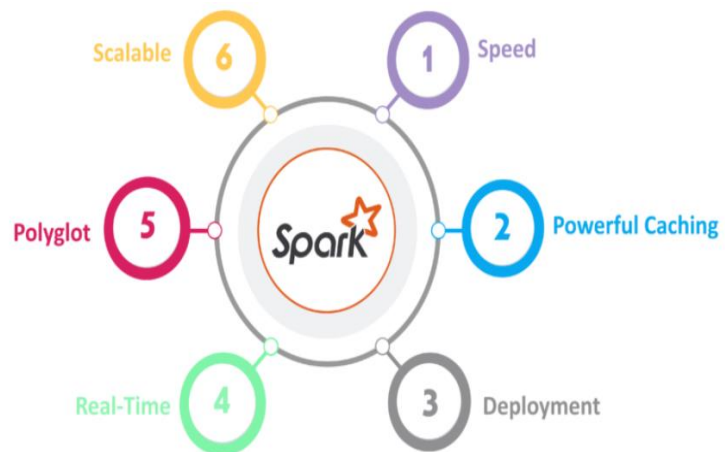 Scalable
6
1
Speed
Polyglot
5
Spark
2
Powerful Caching
Real-Time
4
3
Deployment